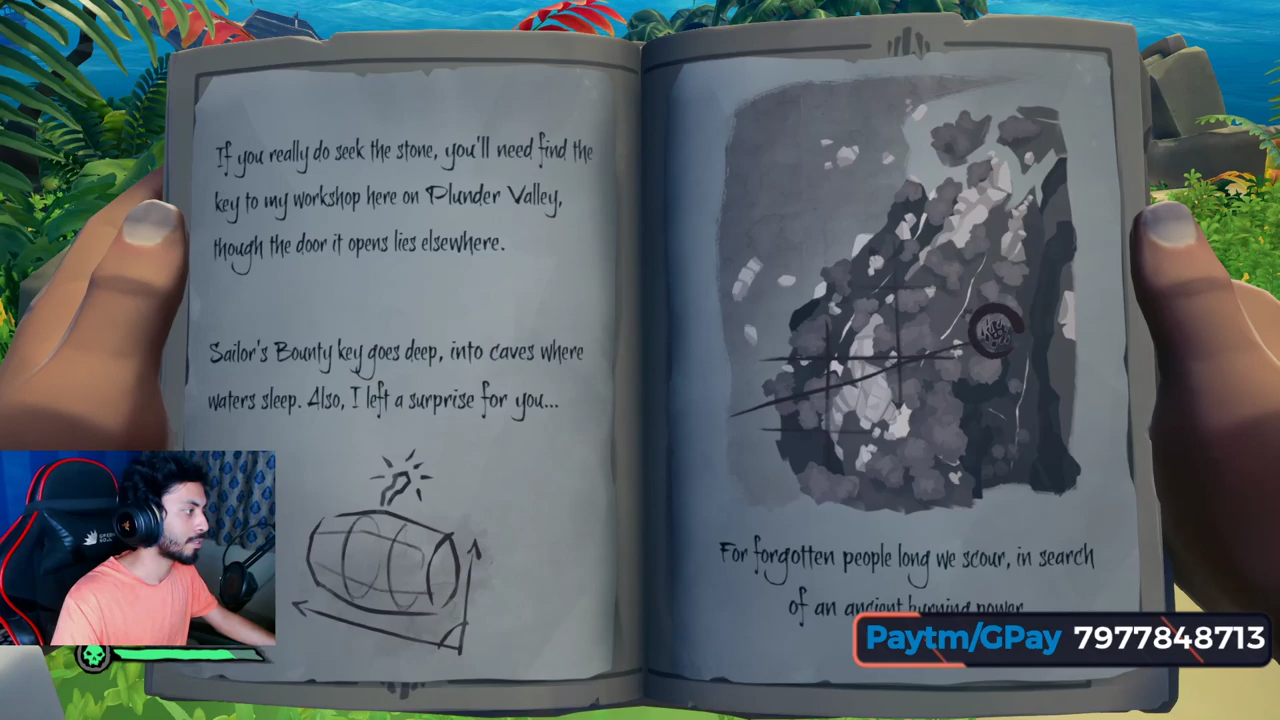 If you really do seek the stone, you'll need find the
key to my workshop here on Plunder Valley,
though the door it opens lies elsewhere.
Sailor's Bounty key goes deep, into caves where
waters sleep. Also, I left a surprise for you...
For forgotten people long we scour, in search
of an ancient burning power
Paytm/GPay 7977848713